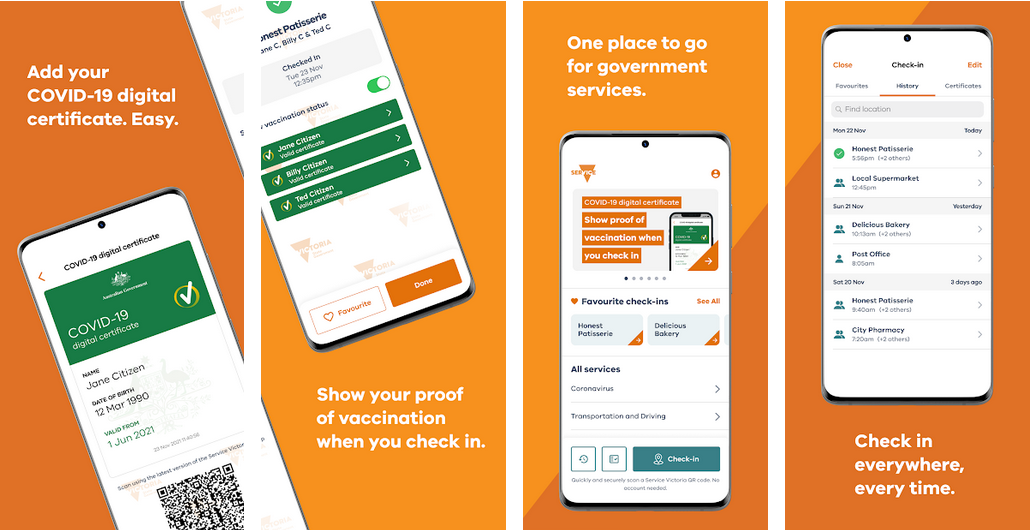 Add your
COVID-19 digital
certificate. Easy.
COVID-19 digital certificate
Australian Government
COVID-19
digital certificate
NAME
Jane Citizen
DATE OF BIRTH
12 Mar 1990
VALID FROM
1 Jun 2021
23 Nov 2021 11:40:56
Scan using the latest version of the Service Victoria
VICTORIA
onest Patisserie
ane C, Billy C & Ted C
Checked In
Tue 23 Nov
12:35pm
vaccination status
Jane Citizen
Valid certificate
Billy Citizen
Valid certificate
Ted Citizen
Valid certificate
VICTORIA
VICTORIA
Favourite
Done
Show your proof
of vaccination
when you check in.
One place to go
for government
services.
SERVICE
COVID-19 digital certificate
Show proof of
vaccination when
you check in
Favourite check-ins
See All
Honest
Patisserie
Delicious
Bakery
All services
Coronavirus
Transportation and Driving
Check-in
Quickly and securely scan a Service Victoria QR code. No
account needed.
Close
Check-in
Edit
Favourites
History
Certificates
Find location
Mon 22 Nov
Today
Honest Patisserie
5:56pm (+2 others)
Local Supermarket
12:45pm
Sun 21 Nov
Yesterday
Delicious Bakery
10:13am (+2 others)
Post Office
8:05am
Sat 20 Nov
3 days ago
Honest Patisserie
9:40am (+2 others)
City Pharmacy
7:20am (+2 others)
Check in
everywhere,
every time.